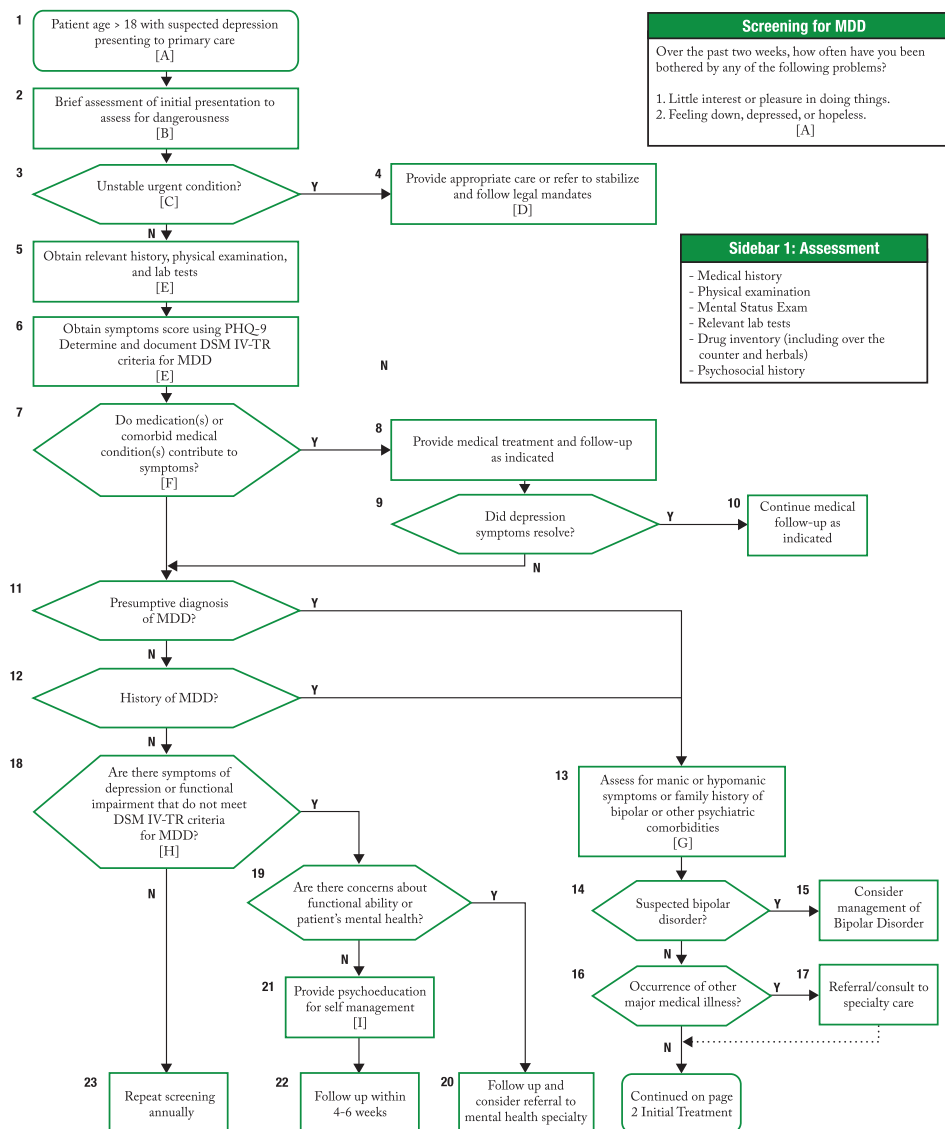 1
Patient age > 18 with suspected depression
presenting to primary care
[A]
Screening for MDD
Over the past two weeks, how often have you been
bothered by any of the following problems?
1. Little interest or pleasure in doing things.
2. Feeling down, depressed, or hopeless.
[A]
2
Brief assessment of initial presentation to
assess for dangerousness
[B]
3
Unstable urgent condition?
[C]
Y
N
4
Provide appropriate care or refer to stabilize
and follow legal mandates
[D]
5
Obtain relevant history, physical examination,
and lab tests
[E]
Sidebar 1: Assessment
- Medical history
- Physical examination
- Mental Status Exam
- Relevant lab tests
- Drug inventory (including over the
counter and herbals)
- Psychosocial history
6
Obtain symptoms score using PHQ-9
Determine and document DSM IV-TR
criteria for MDD
[E]
N
7
Do medication(s) or
comorbid medical
condition(s) contribute to
symptoms?
[F]
Y
8
Provide medical treatment and follow-up
as indicated
9
Did depression
symptoms resolve?
Y
N
10
Continue medical
follow-up as
indicated
11
Presumptive diagnosis
of MDD?
Y
N
12
History of MDD?
Y
N
18
Are there symptoms of
depression or functional
impairment that do not meet
DSM IV-TR criteria
for MDD?
[H]
Y
N
13
Assess for manic or hypomanic
symptoms or family history of
bipolar or other psychiatric
comorbidities
[G]
19
Are there concerns about
functional ability or
patient's mental health?
Y
N
14
Suspected bipolar
disorder?
Y
N
15
Consider
management of
Bipolar Disorder
21
Provide psychoeducation
for self management
[I]
16
Occurrence of other
major medical illness?
Y
N
17
Referral/consult to
specialty care
23
Repeat screening
annually
22
Follow up within
4-6 weeks
20
Follow up and
consider referral to
mental health specialty
Continued on page
2 Initial Treatment